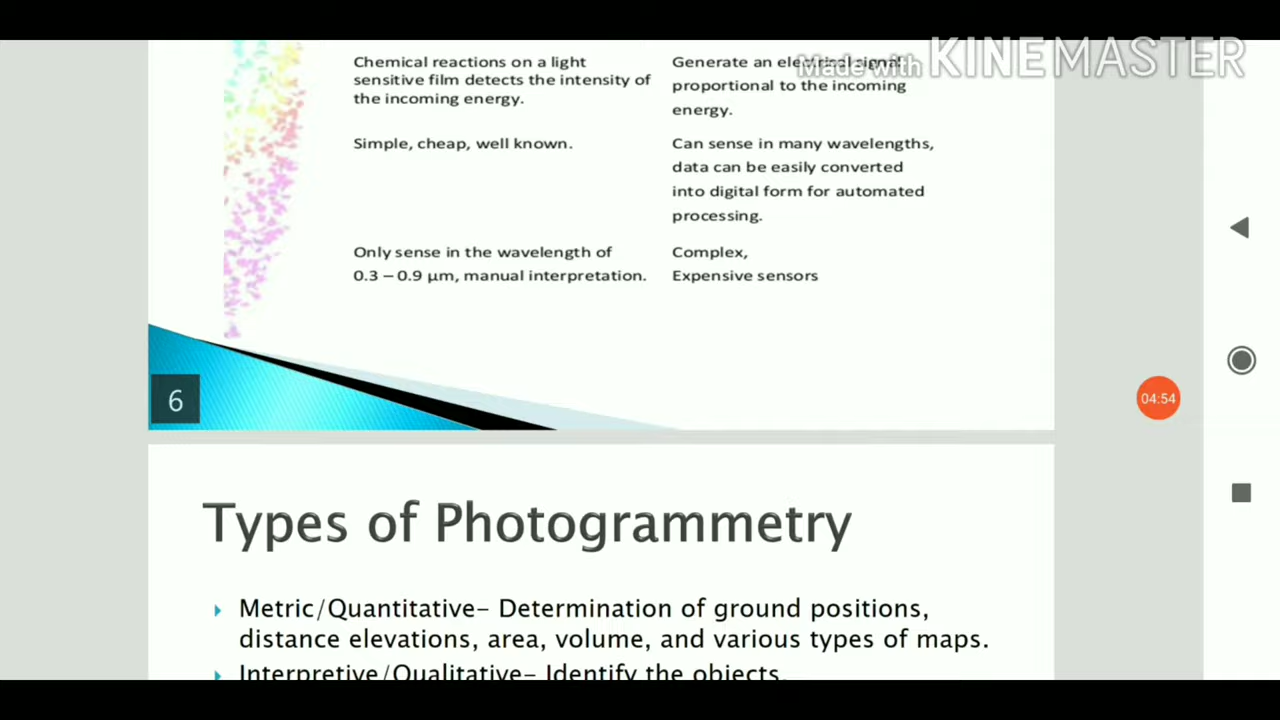 Made with KINEMASTER
Chemical reactions on a light
sensitive film detects the intensity of
the incoming energy.
Generate an electrical signal
proportional to the incoming
energy.
Simple, cheap, well known.
Can sense in many wavelengths,
data can be easily converted
into digital form for automated
processing.
Only sense in the wavelength of
0.3 – 0.9 μm, manual interpretation.
Complex,
Expensive sensors
6
04:54
Types of Photogrammetry
Metric/Quantitative- Determination of ground positions,
distance elevations, area, volume, and various types of maps.
Interpretive/Qualitative- Identify the objects.